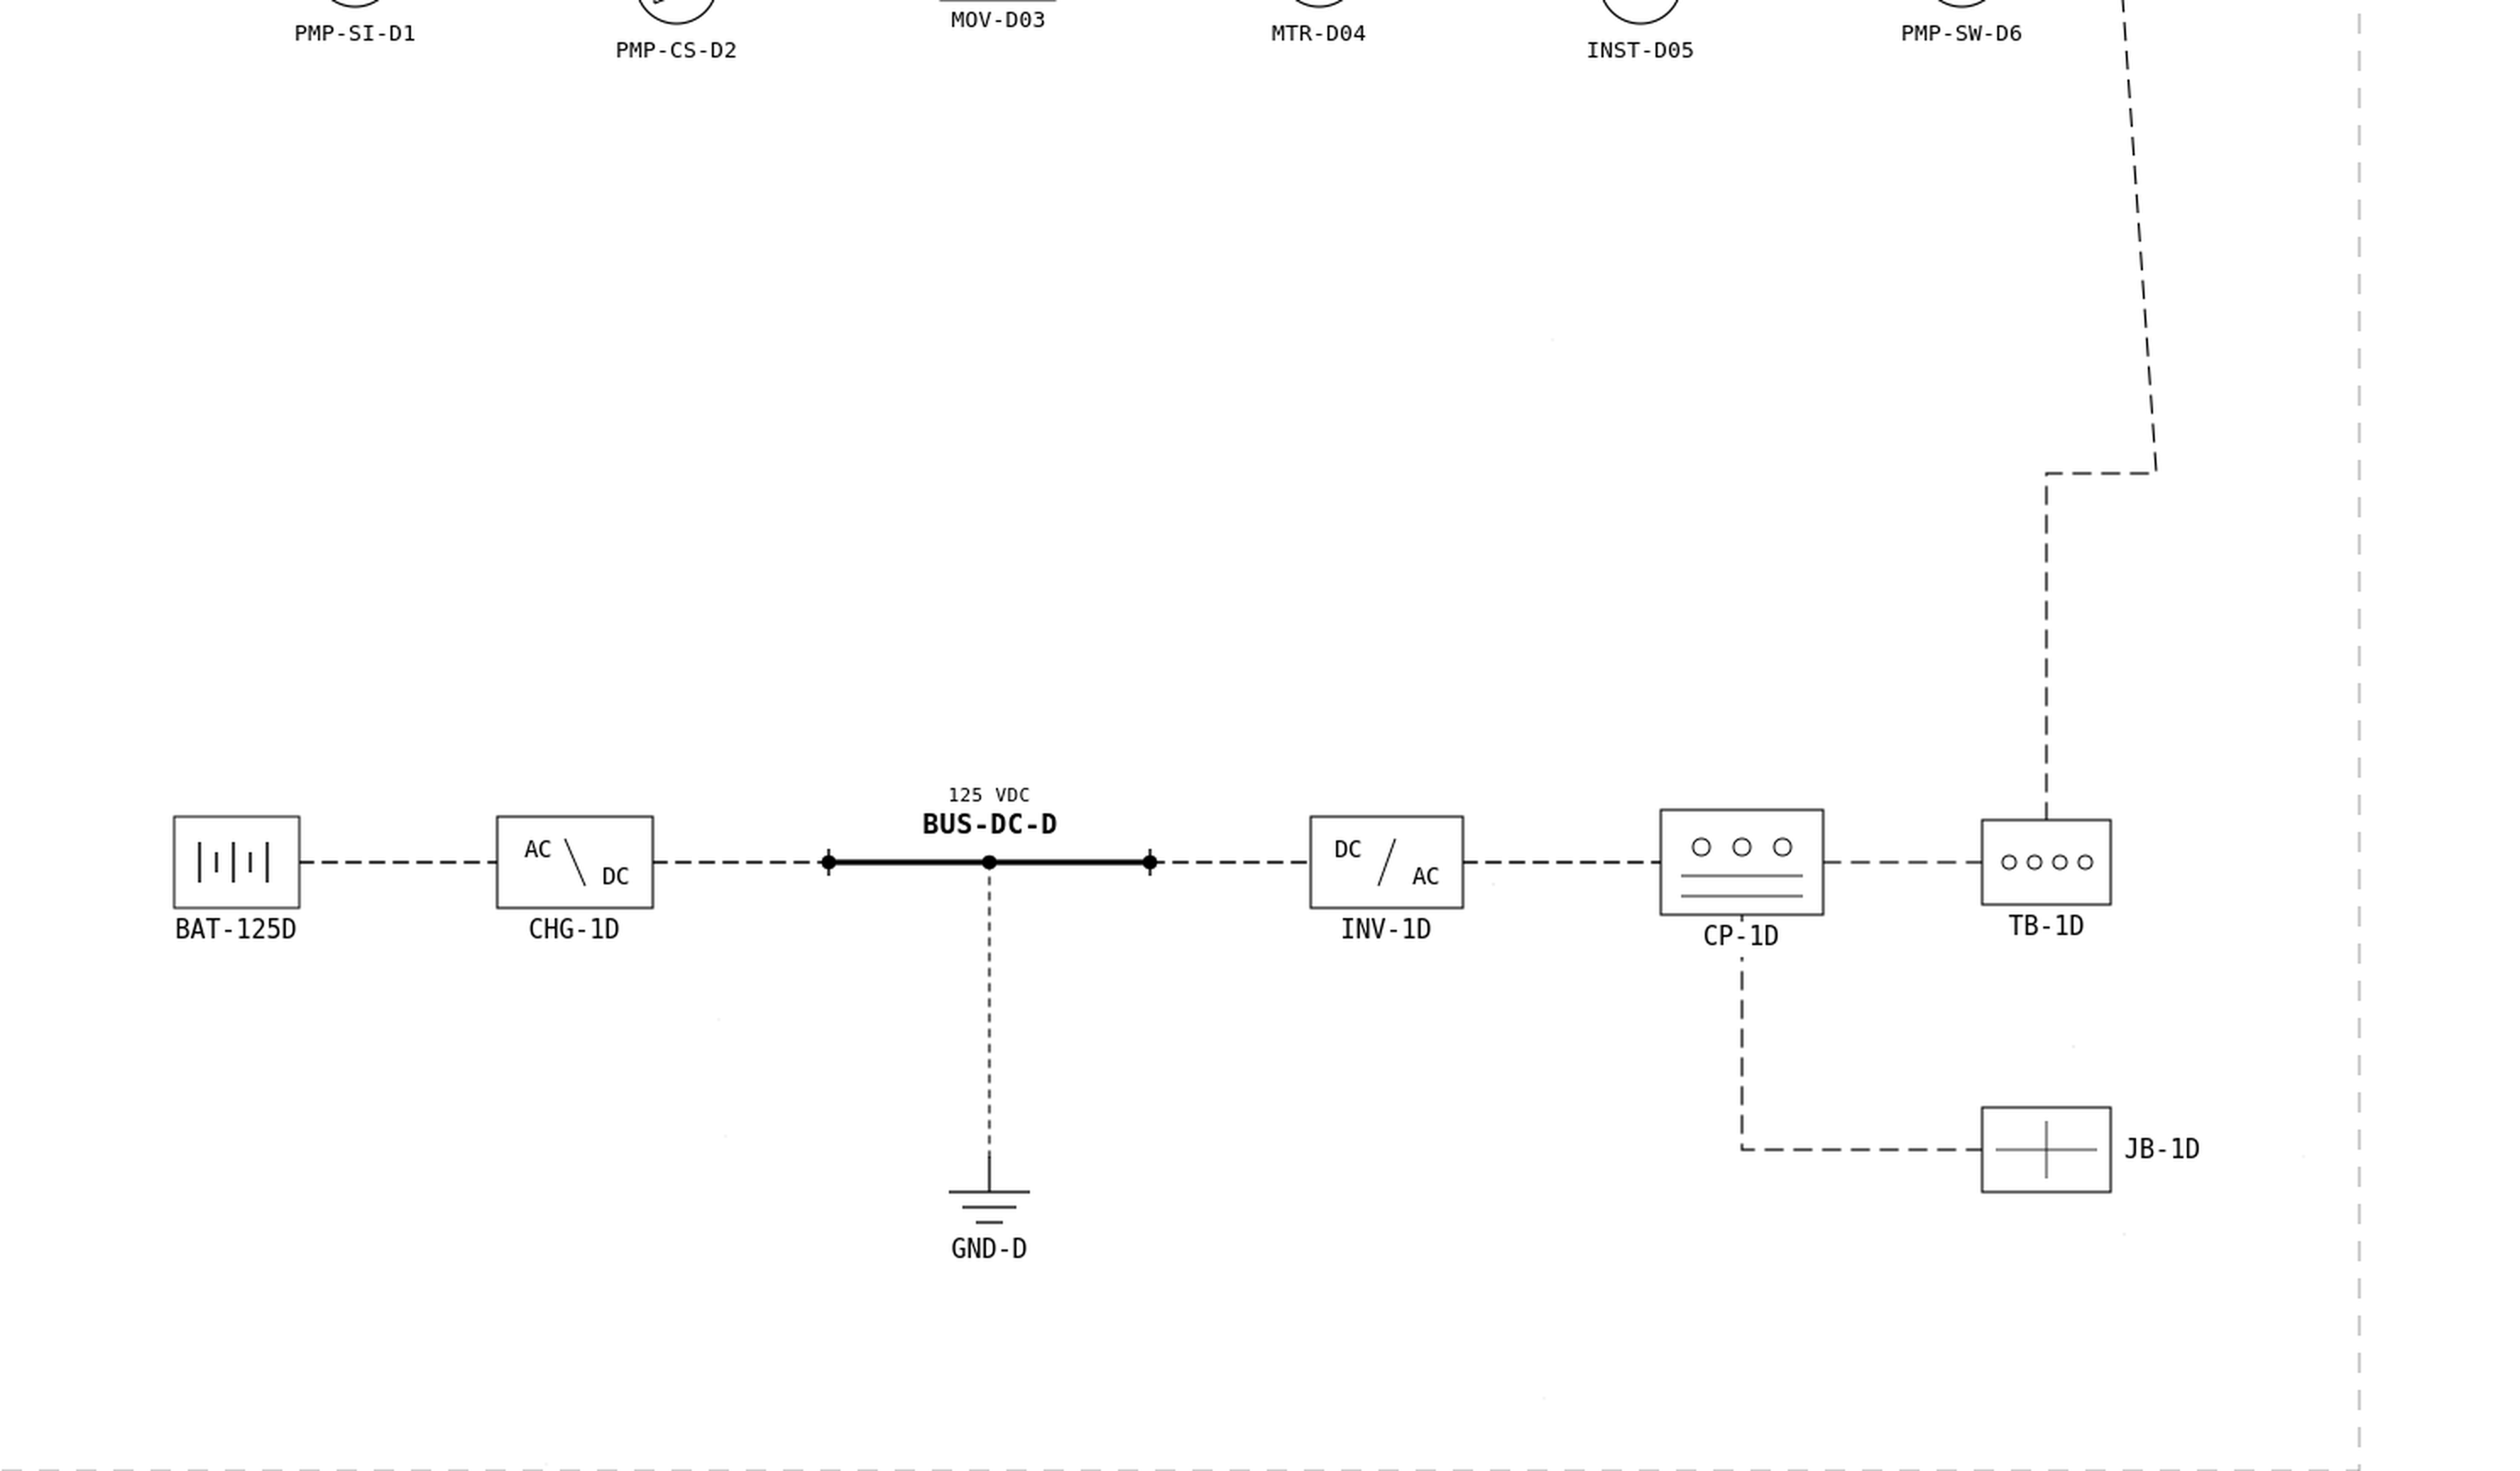 PMP-SI-D1
PMP-CS-D2
MOV-D03
MTR-D04
INST-D05
PMP-SW-D6
125 VDC
BUS-DC-D
AC
DC
DC
AC
BAT-125D
CHG-1D
INV-1D
CP-1D
TB-1D
JB-1D
GND-D